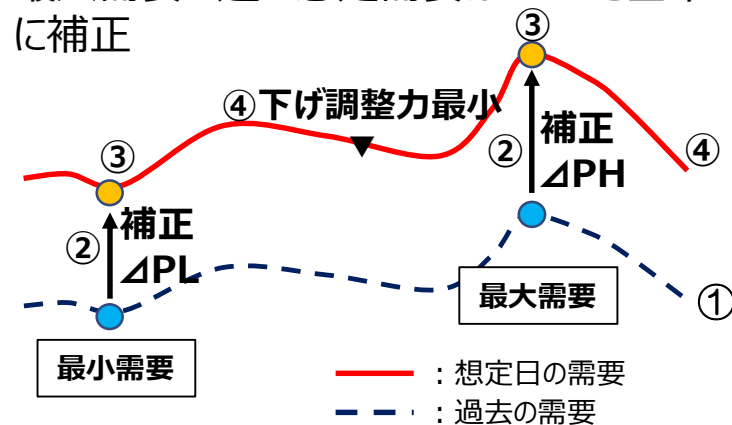 に補正
③
④下げ調整力最小
③
補正
②
④
⊿PH
補正
②
⊿PL
最大需要
①
最小需要
：想定日の需要
：過去の需要